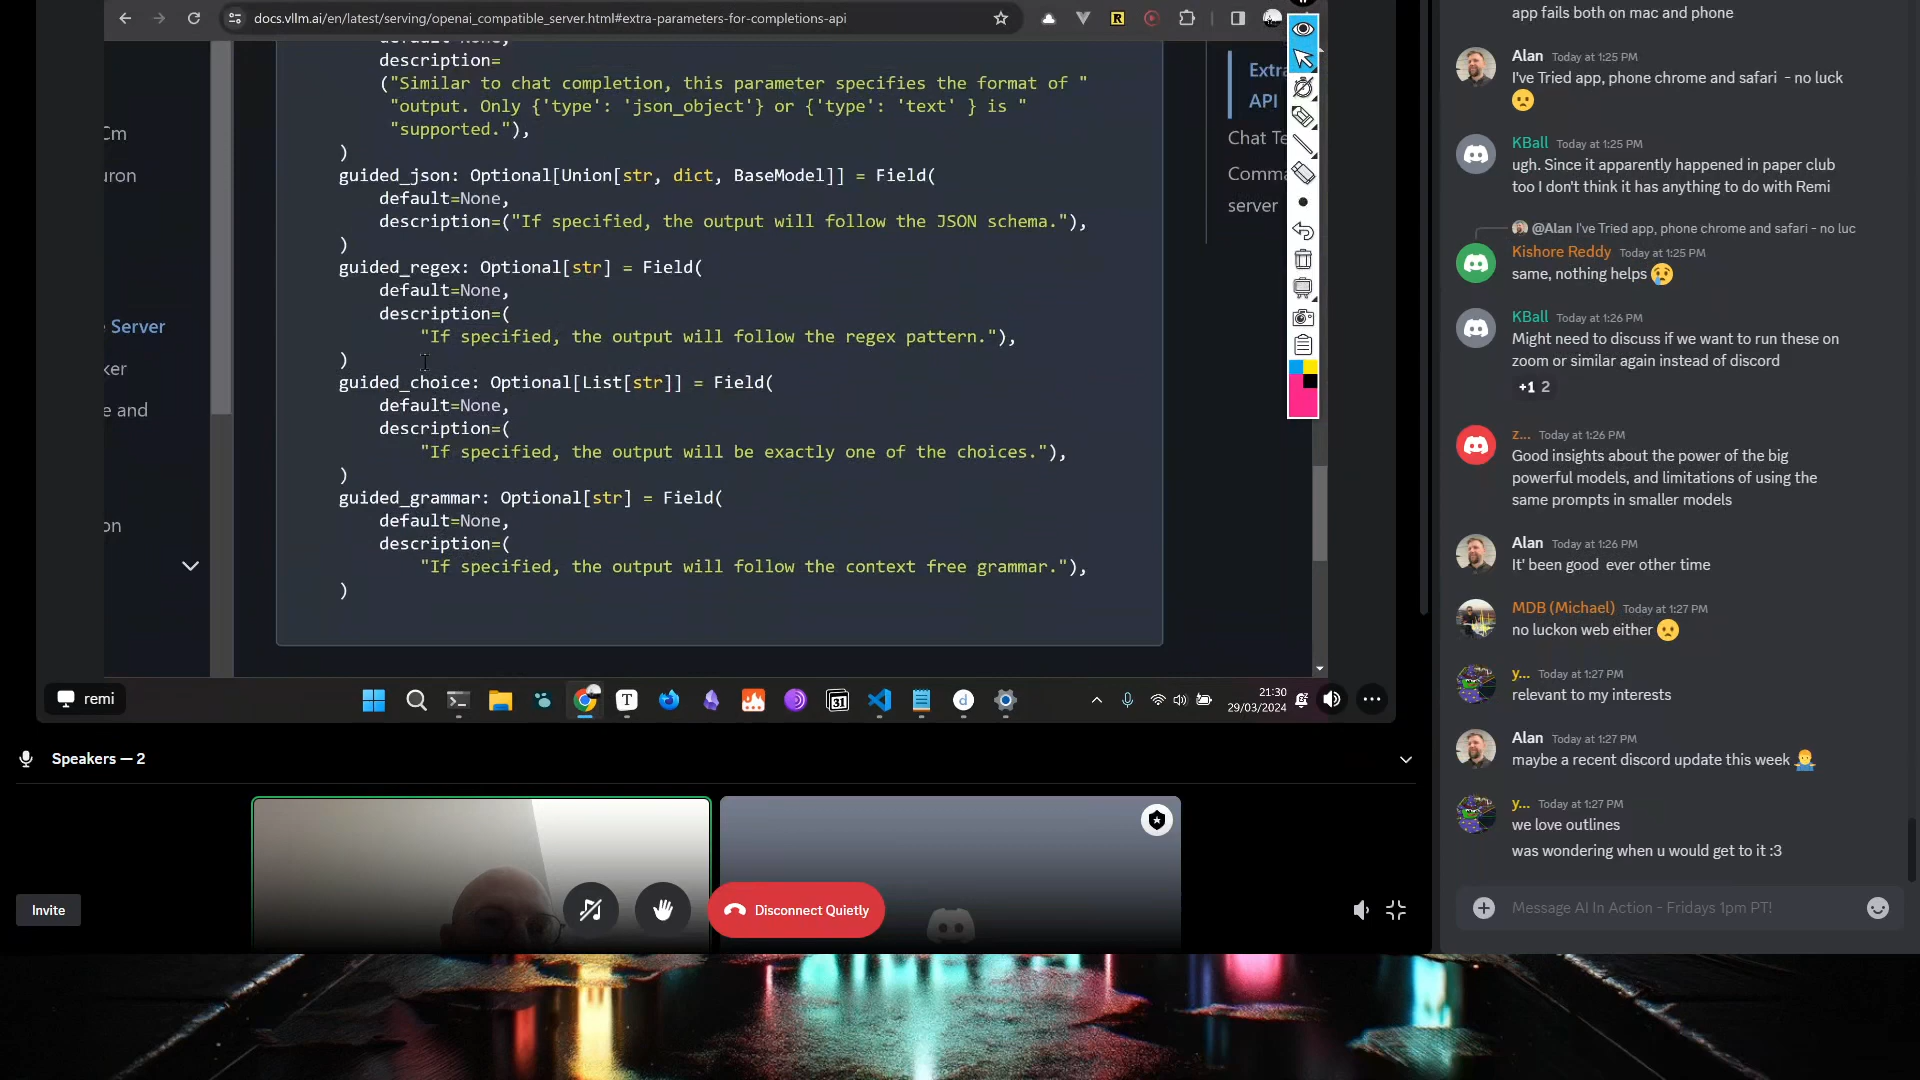 docs.vllm.ai/en/latest/serving/openai_compatible_server.html#extra-parameters-for-completions-api
description=
("Similar to chat completion, this parameter specifies the format of "
"output. Only {'type': 'json_object'} or {'type': 'text' } is "
"supported."),
)
guided_json: Optional[Union[str, dict, BaseModel]] = Field(
default=None,
description=("If specified, the output will follow the JSON schema."),
)
guided_regex: Optional[str] = Field(
default=None,
description=(
"If specified, the output will follow the regex pattern."),
)
guided_choice: Optional[List[str]] = Field(
default=None,
description=(
"If specified, the output will be exactly one of the choices."),
)
guided_grammar: Optional[str] = Field(
default=None,
description=(
"If specified, the output will follow the context free grammar."),
)
Cm
uron
Server
ker
e and
on
Extra
API
Chat Te
Comma
server
remi
31
T
d
21:30
29/03/2024
Speakers — 2
Invite
Disconnect Quietly
app fails both on mac and phone
Alan Today at 1:25 PM
I've Tried app, phone chrome and safari - no luck
KBall Today at 1:25 PM
ugh. Since it apparently happened in paper club
too I don't think it has anything to do with Remi
@Alan I've Tried app, phone chrome and safari - no luc
Kishore Reddy Today at 1:25 PM
same, nothing helps
KBall Today at 1:26 PM
Might need to discuss if we want to run these on
zoom or similar again instead of discord
+1 2
z... Today at 1:26 PM
Good insights about the power of the big
powerful models, and limitations of using the
same prompts in smaller models
Alan Today at 1:26 PM
It' been good ever other time
MDB (Michael) Today at 1:27 PM
no luckon web either
y... Today at 1:27 PM
relevant to my interests
Alan Today at 1:27 PM
maybe a recent discord update this week
y... Today at 1:27 PM
we love outlines
was wondering when u would get to it :3
Message AI In Action - Fridays 1pm PT!